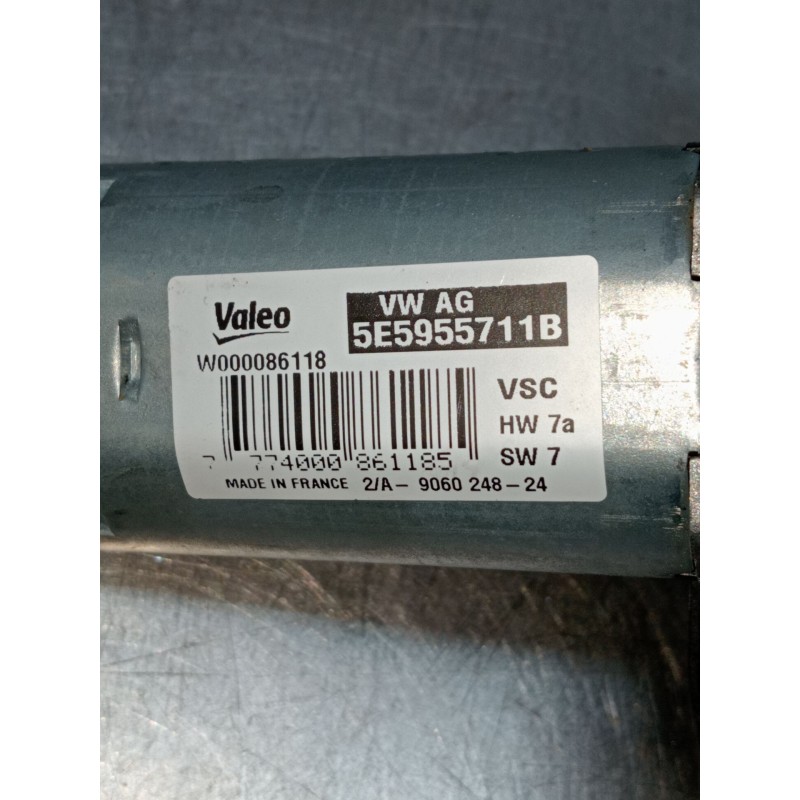 Valeo
VW AG
5E5955711B
W000086118
VSC
HW 7a
SW 7
7 774000 861185
MADE IN FRANCE 2/A- 9060 248-24